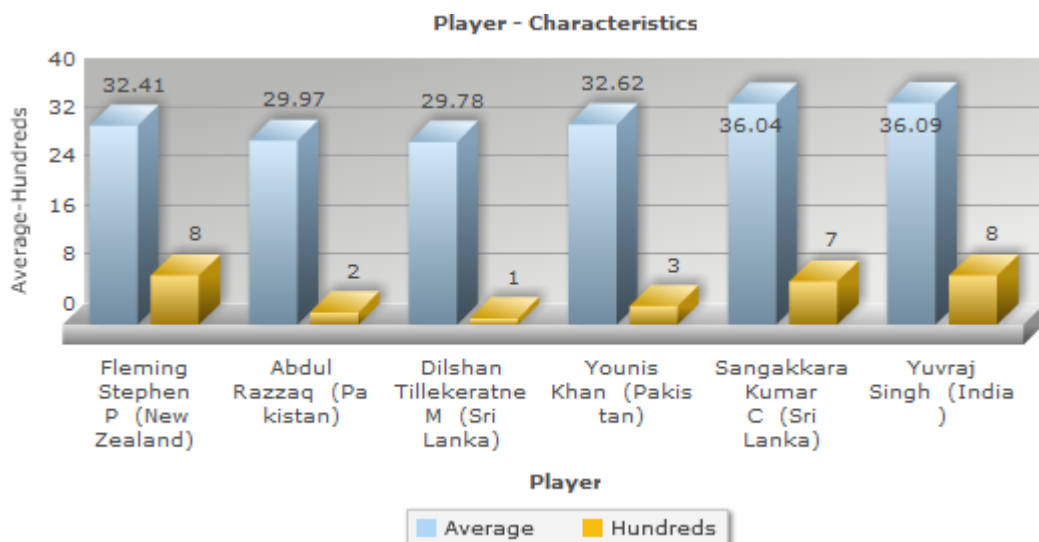 Player - Characteristics
Average-Hundreds
40
32
24
16
8
0
32.41
8
29.97
2
29.78
1
32.62
3
36.04
7
36.09
8
Fleming
Stephen
P (New
Zealand)
Abdul
Razzaq (Pa
kistan)
Dilshan
Tillekeratne
M (Sri
Lanka)
Younis
Khan (Pakis
tan)
Sangakkara
Kumar
C (Sri
Lanka)
Yuvraj
Singh (India
)
Player
Average Hundreds